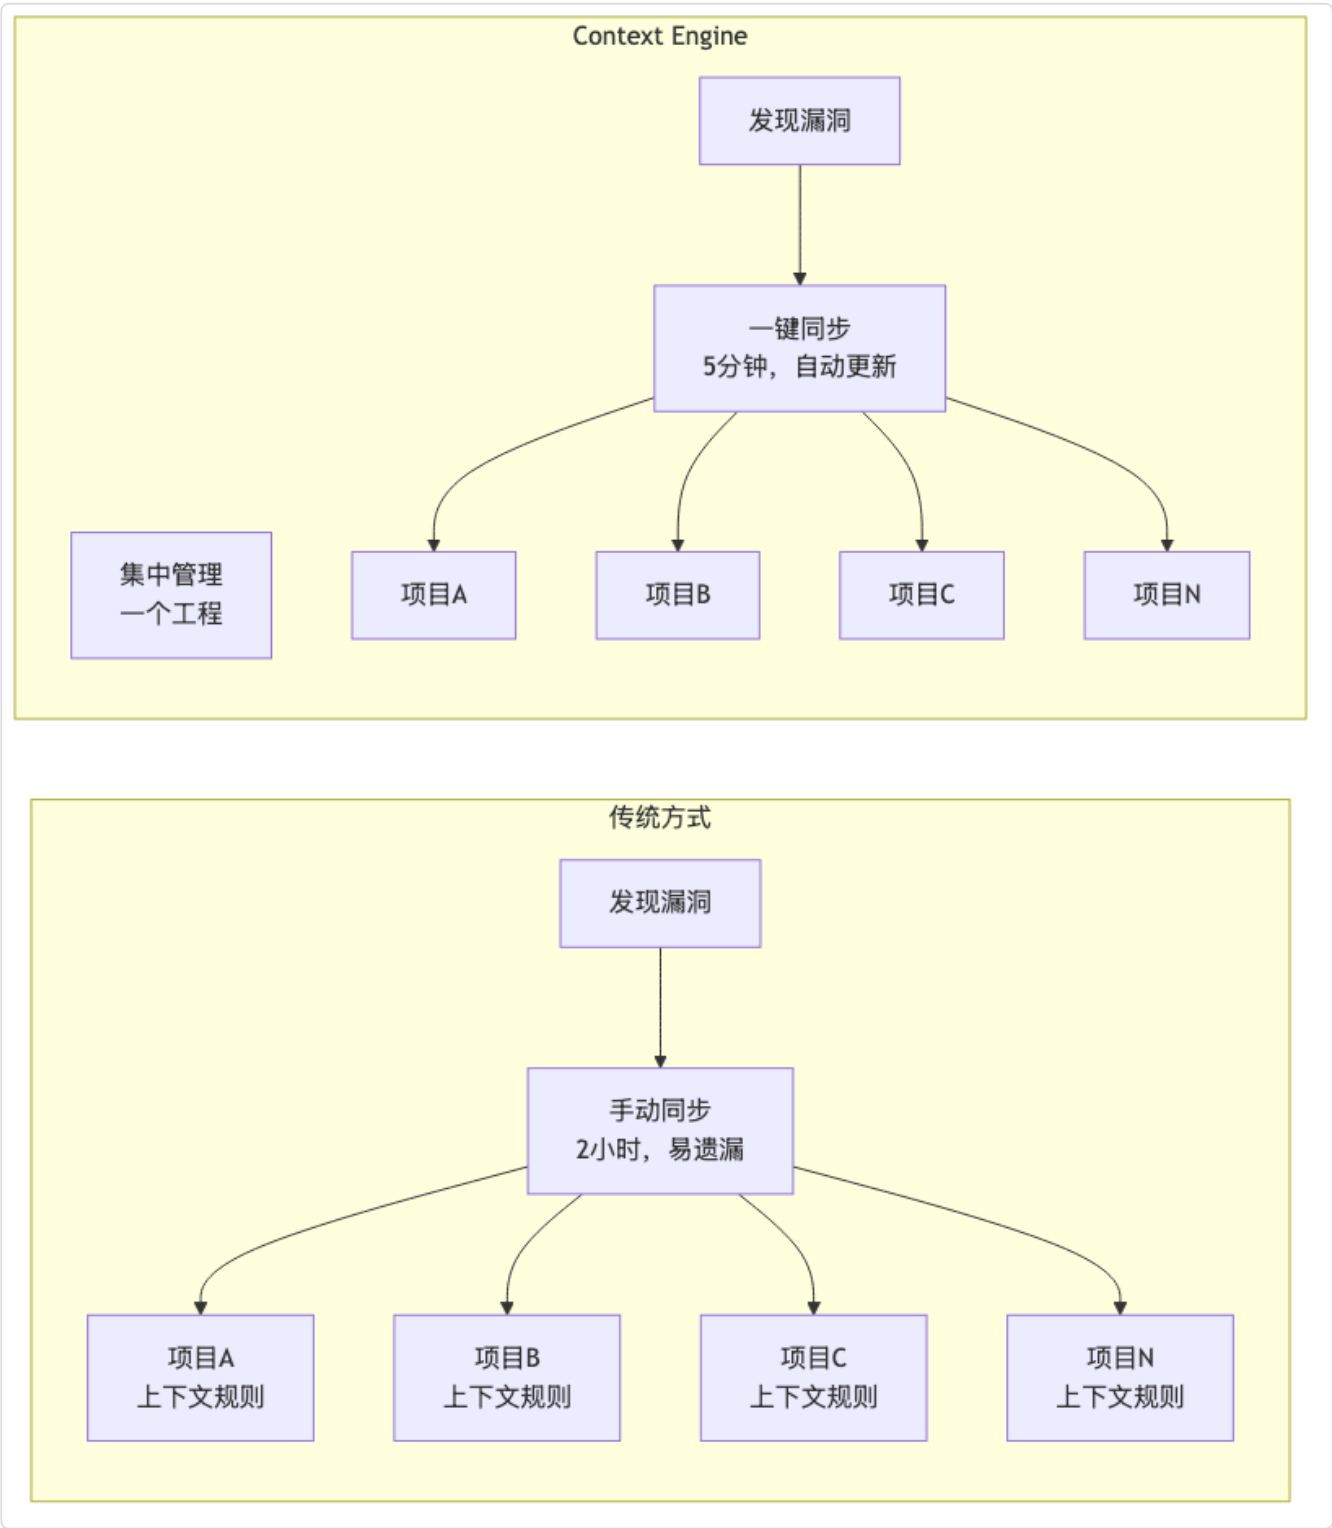 Context Engine
发现漏洞
一键同步
5分钟，自动更新
集中管理
一个工程
项目A
项目B
项目C
项目N
传统方式
发现漏洞
手动同步
2小时，易遗漏
项目A
上下文规则
项目B
上下文规则
项目C
上下文规则
项目N
上下文规则